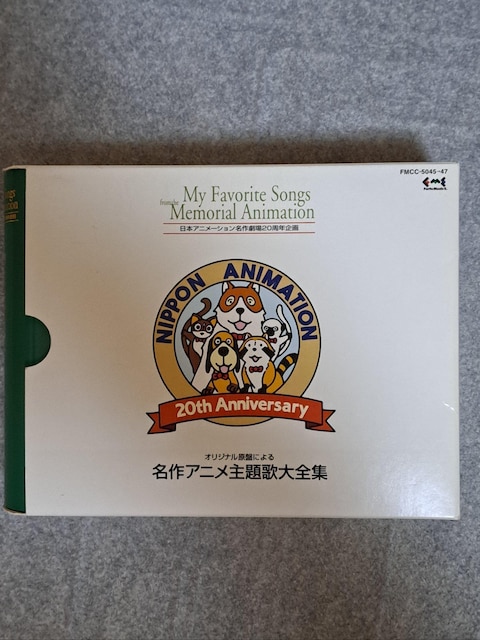 FMCC-5045~47
My Favorite Songs
from the Memorial Animation
日本アニメーション名作劇場20周年企画
NIPPON ANIMATION
20th Anniversary
オリジナル原盤による
名作アニメ主題歌大全集